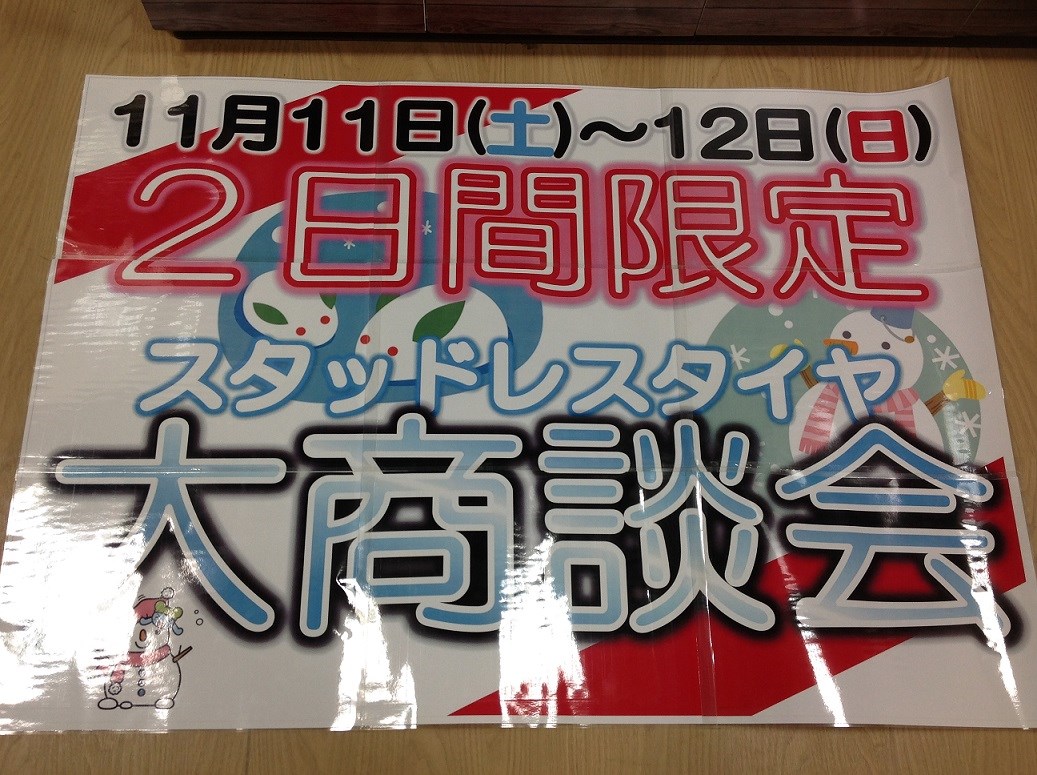 11月11日(土)～12日(日)
2日間限定
スタッドレスタイヤ
大商談会